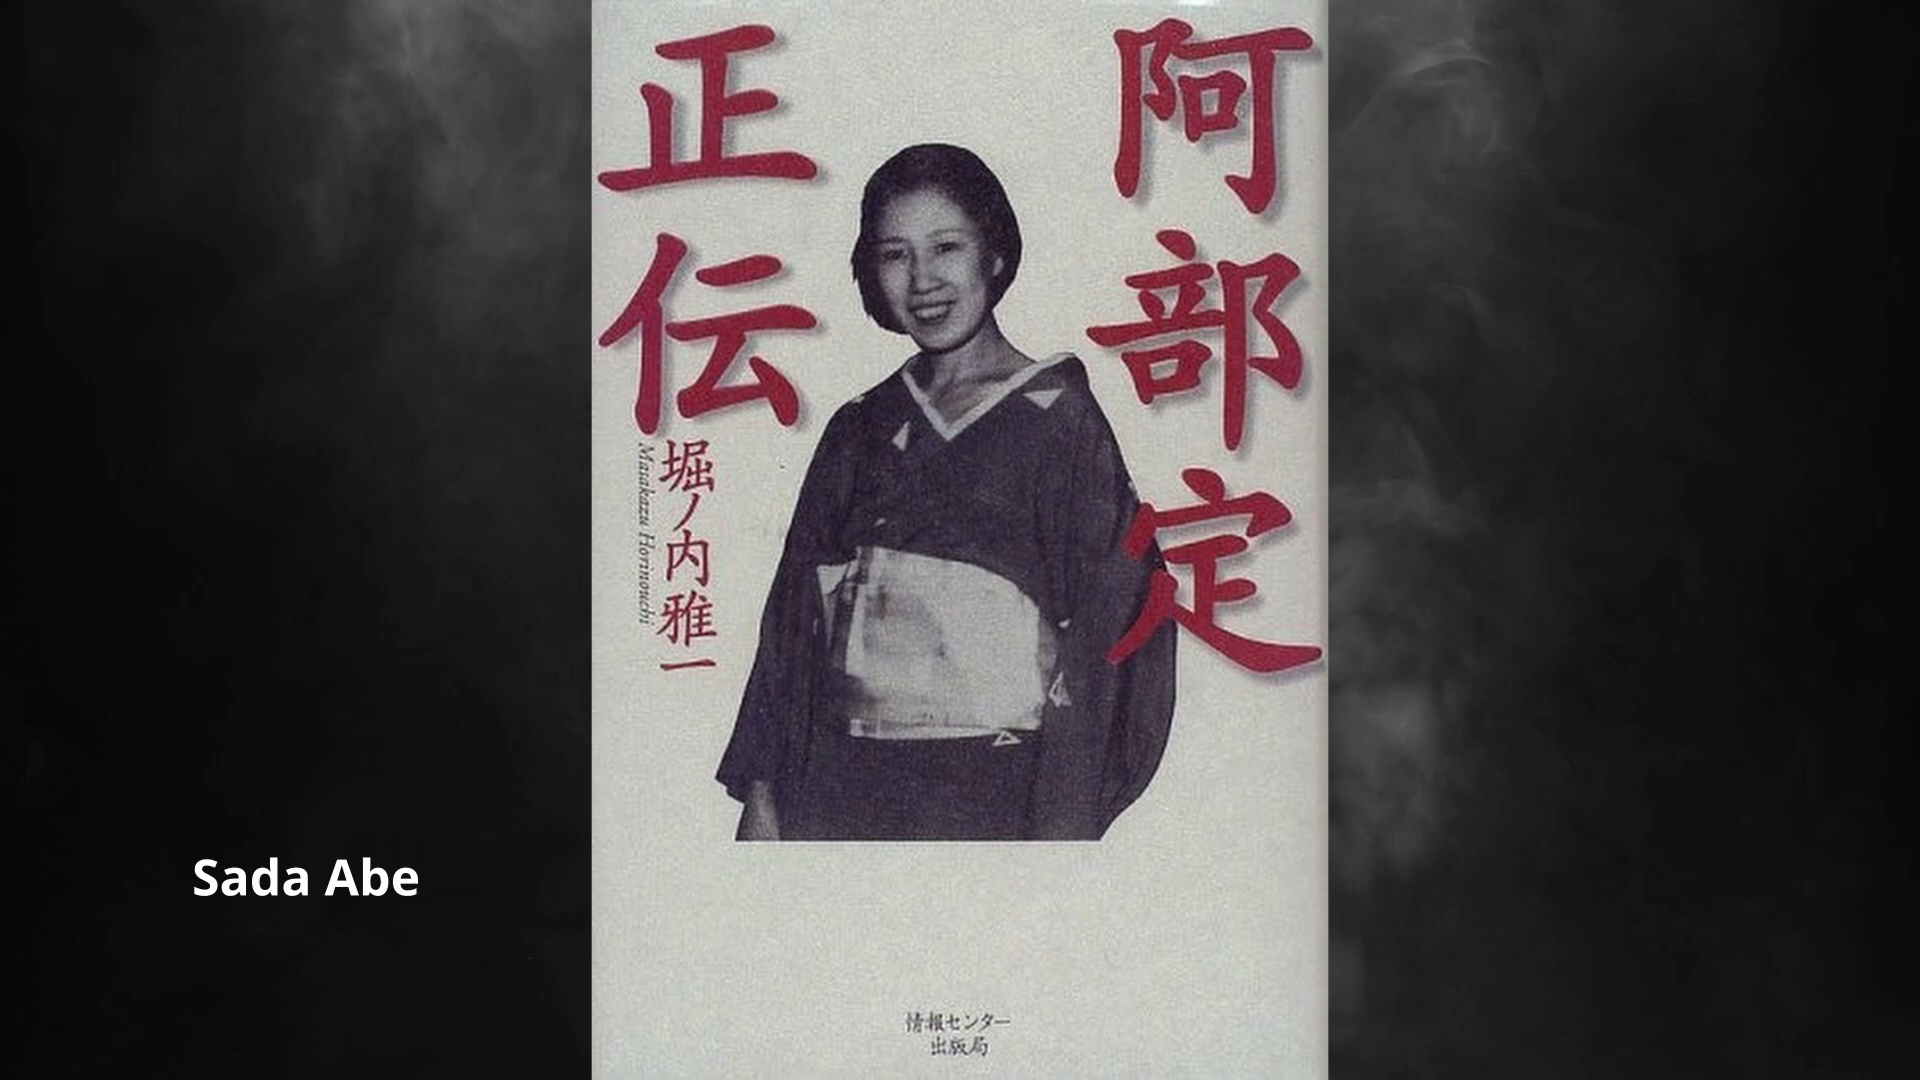 阿部定
正伝
堀ノ内雅一
Masakazu Horinouchi
Sada Abe
情報センター
出版局